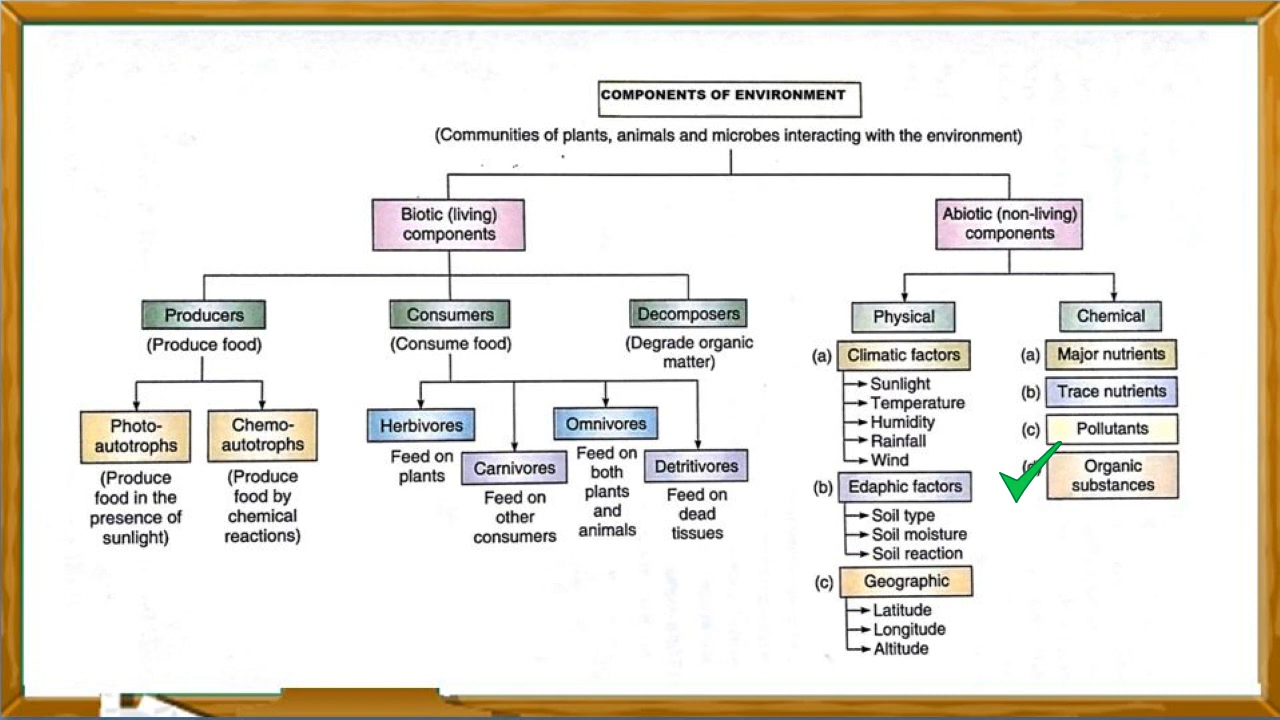 COMPONENTS OF ENVIRONMENT
(Communities of plants, animals and microbes interacting with the environment)
Biotic (living)
components
Producers
(Produce food)
Photo-
autotrophs
(Produce
food in the
presence of
sunlight)
Chemo-
autotrophs
(Produce
food by
chemical
reactions)
Consumers
(Consume food)
Herbivores
Feed on
plants
Carnivores
Feed on
other
consumers
Omnivores
Feed on
both
plants
and
animals
Detritivores
Feed on
dead
tissues
Decomposers
(Degrade organic
matter)
Abiotic (non-living)
components
Physical
(a) Climatic factors
Sunlight
Temperature
Humidity
Rainfall
Wind
(b) Edaphic factors
Soil type
Soil moisture
Soil reaction
(c) Geographic
Latitude
Longitude
Altitude
Chemical
(a) Major nutrients
(b) Trace nutrients
(c) Pollutants
(d) Organic
substances